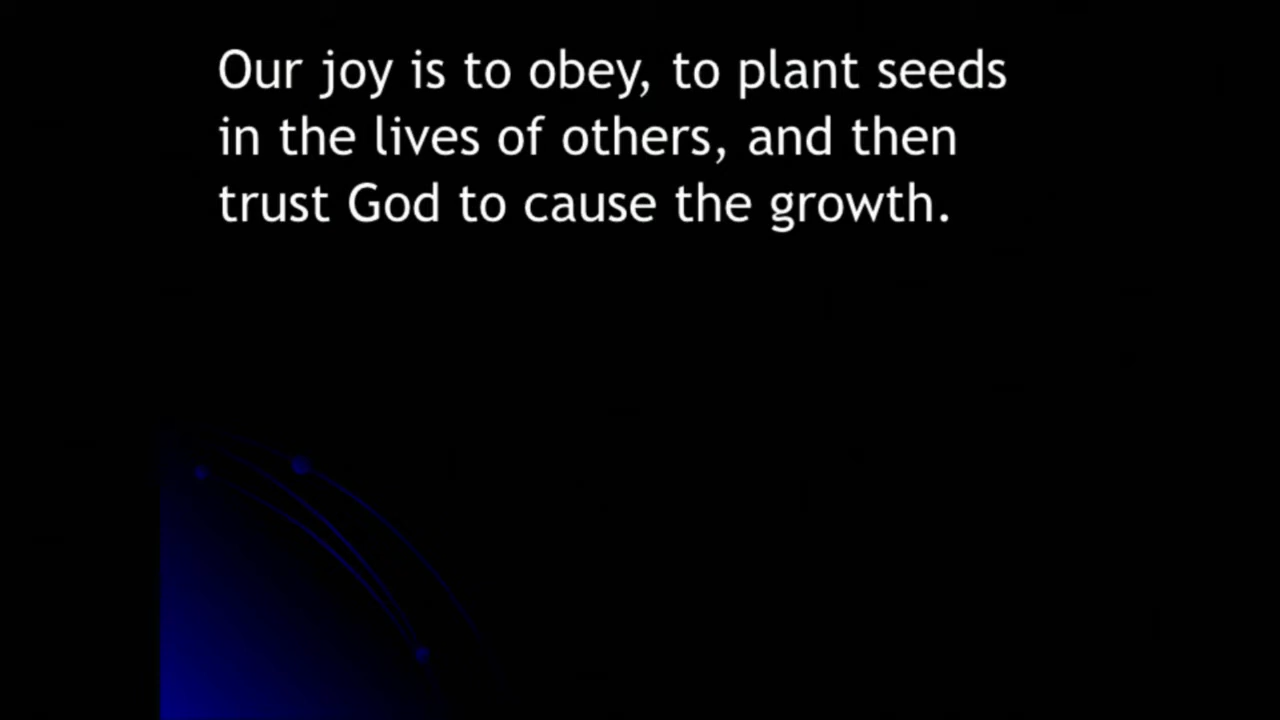 Our joy is to obey, to plant seeds
in the lives of others, and then
trust God to cause the growth.